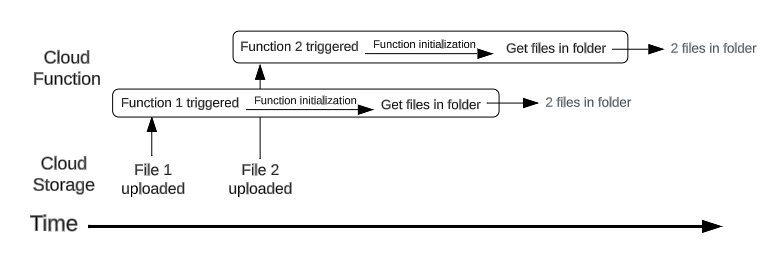 Cloud
Function
Function 2 triggered
Function initialization
Get files in folder
2 files in folder
Function 1 triggered
Function initialization
Get files in folder
2 files in folder
Cloud
Storage
File 1
uploaded
File 2
uploaded
Time